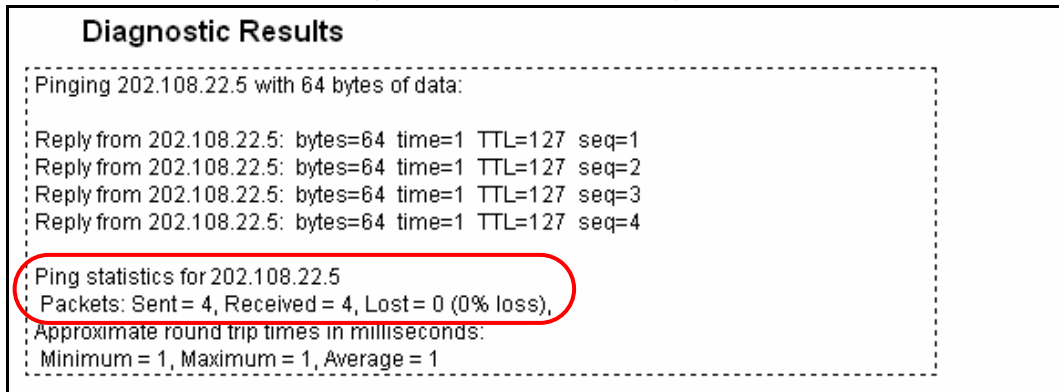 Diagnostic Results
Pinging 202.108.22.5 with 64 bytes of data:
Reply from 202.108.22.5: bytes=64 time=1 TTL=127 seq=1
Reply from 202.108.22.5: bytes=64 time=1 TTL=127 seq=2
Reply from 202.108.22.5: bytes=64 time=1 TTL=127 seq=3
Reply from 202.108.22.5: bytes=64 time=1 TTL=127 seq=4
Ping statistics for 202.108.22.5
Packets: Sent = 4, Received = 4, Lost = 0 (0% loss),
Approximate round trip times in milliseconds:
Minimum = 1, Maximum = 1, Average = 1